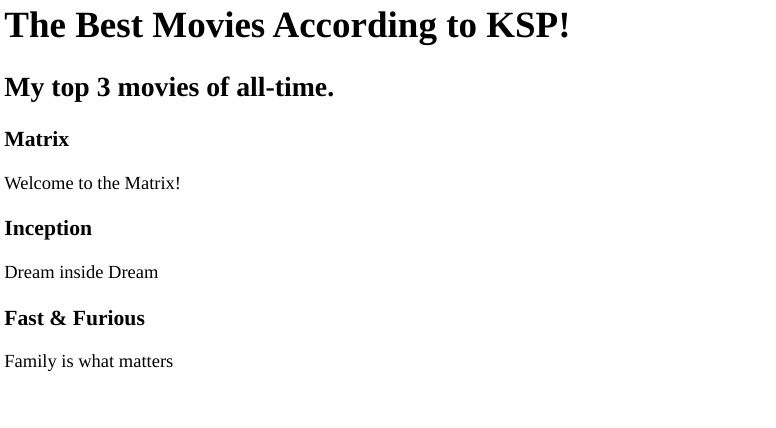 The Best Movies According to KSP!
My top 3 movies of all-time.
Matrix
Welcome to the Matrix!
Inception
Dream inside Dream
Fast & Furious
Family is what matters